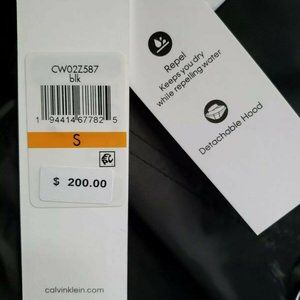 CW02Z587
blk
1 94414 67782 5
S
$ 200.00
calvinklein.com
Repel
Keeps you dry
while repelling water
Detachable Hood